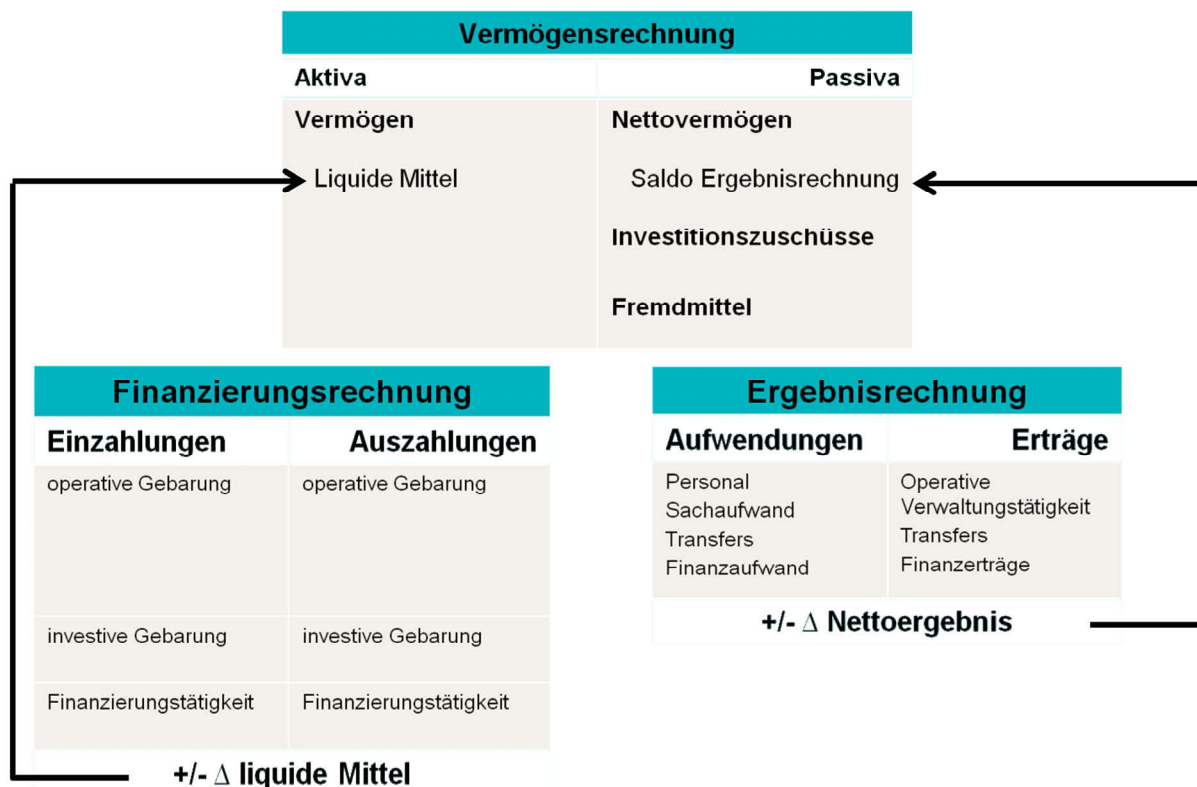 Vermögensrechnung
Aktiva Passiva
Vermögen Nettovermögen
Liquide Mittel Saldo Ergebnisrechnung
Investitionszuschüsse
Fremdmittel
Finanzierungsrechnung
Einzahlungen Auszahlungen
operative Gebarung operative Gebarung
investive Gebarung investive Gebarung
Finanzierungstätigkeit Finanzierungstätigkeit
+/- Δ liquide Mittel
Ergebnisrechnung
Aufwendungen Erträge
Personal Operative
Sachaufwand Verwaltungstätigkeit
Transfers Transfers
Finanzaufwand Finanzerträge
+/- Δ Nettoergebnis